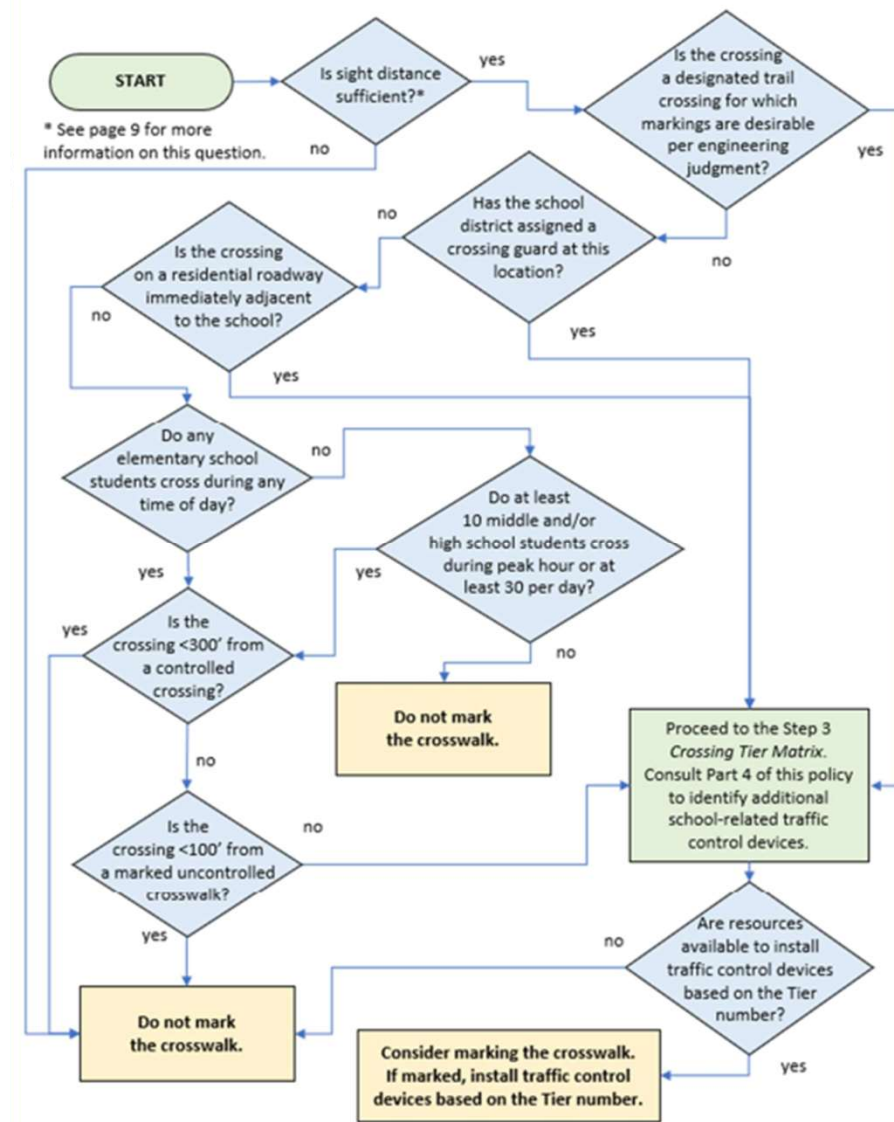 START
* See page 9 for more
information on this question.
Is sight distance
sufficient?*
yes
no
Is the crossing
a designated trail
crossing for which
markings are desirable
per engineering
judgment?
yes
no
Has the school
district assigned a
crossing guard at this
location?
no
yes
Is the crossing
on a residential roadway
immediately adjacent
to the school?
no
yes
Do any
elementary school
students cross during any
time of day?
no
yes
Do at least
10 middle and/or
high school students cross
during peak hour or at
least 30 per day?
yes
no
Do not mark
the crosswalk.
Is the
crossing <300’ from
a controlled
crossing?
yes
no
Is the
crossing <100’ from
a marked uncontrolled
crosswalk?
no
yes
Do not mark
the crosswalk.
Proceed to the Step 3
Crossing Tier Matrix.
Consult Part 4 of this policy
to identify additional
school-related traffic
control devices.
Are resources
available to install
traffic control devices
based on the Tier
number?
no
yes
Consider marking the crosswalk.
If marked, install traffic control
devices based on the Tier number.